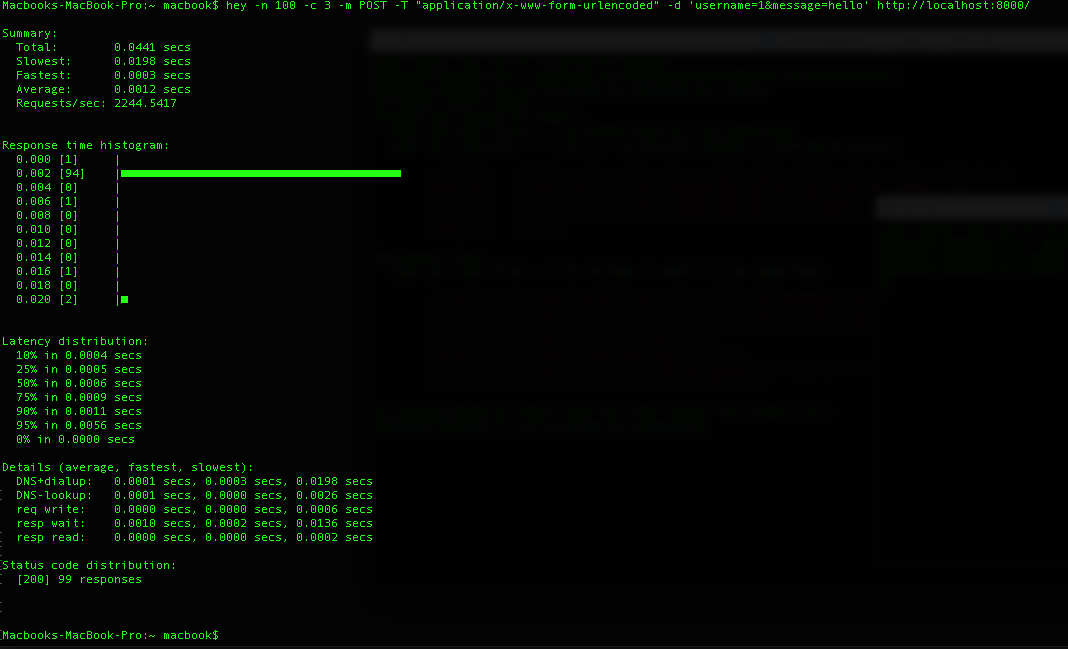 Macbooks-MacBook-Pro:~ macbook$ hey -n 100 -c 3 -m POST -T "application/x-www-form-urlencoded" -d 'username=1&message=hello' http://localhost:8000/
Summary:
Total: 0.0441 secs
Slowest: 0.0198 secs
Fastest: 0.0003 secs
Average: 0.0012 secs
Requests/sec: 2244.5417
Response time histogram:
0.000 [1] |
0.002 [94] |
0.004 [0] |
0.006 [1] |
0.008 [0] |
0.010 [0] |
0.012 [0] |
0.014 [0] |
0.016 [1] |
0.018 [0] |
0.020 [2] |
Latency distribution:
10% in 0.0004 secs
25% in 0.0005 secs
50% in 0.0006 secs
75% in 0.0009 secs
90% in 0.0011 secs
95% in 0.0056 secs
0% in 0.0000 secs
Details (average, fastest, slowest):
DNS+dialup: 0.0001 secs, 0.0003 secs, 0.0198 secs
DNS-lookup: 0.0001 secs, 0.0000 secs, 0.0026 secs
req write: 0.0000 secs, 0.0000 secs, 0.0006 secs
resp wait: 0.0010 secs, 0.0002 secs, 0.0136 secs
resp read: 0.0000 secs, 0.0000 secs, 0.0002 secs
Status code distribution:
[200] 99 responses
Macbooks-MacBook-Pro:~ macbook$